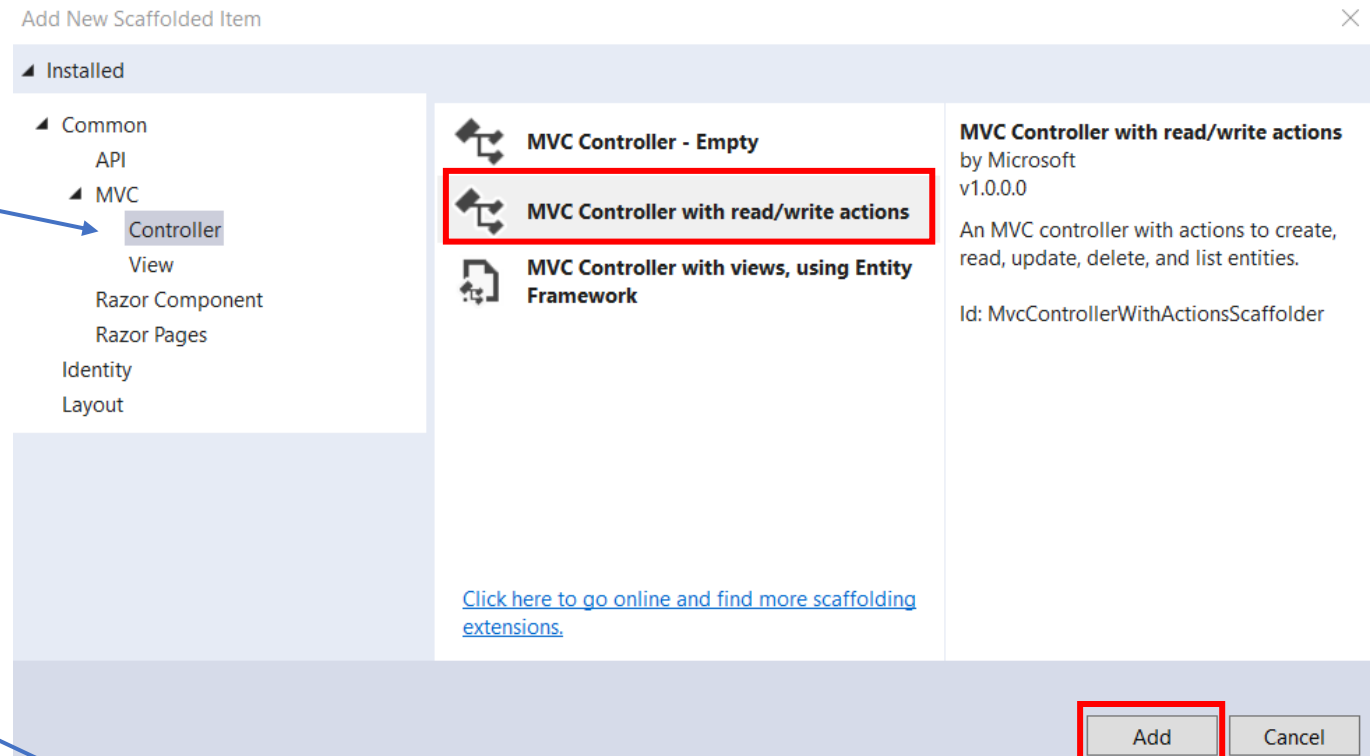 Add New Scaffolded Item
Installed
Common
API
MVC
Controller
View
Razor Component
Razor Pages
Identity
Layout
MVC Controller - Empty
MVC Controller with read/write actions
MVC Controller with views, using Entity
Framework
Click here to go online and find more scaffolding
extensions.
MVC Controller with read/write actions
by Microsoft
v1.0.0.0
An MVC controller with actions to create,
read, update, delete, and list entities.
Id: MvcControllerWithActionsScaffolder
Add
Cancel